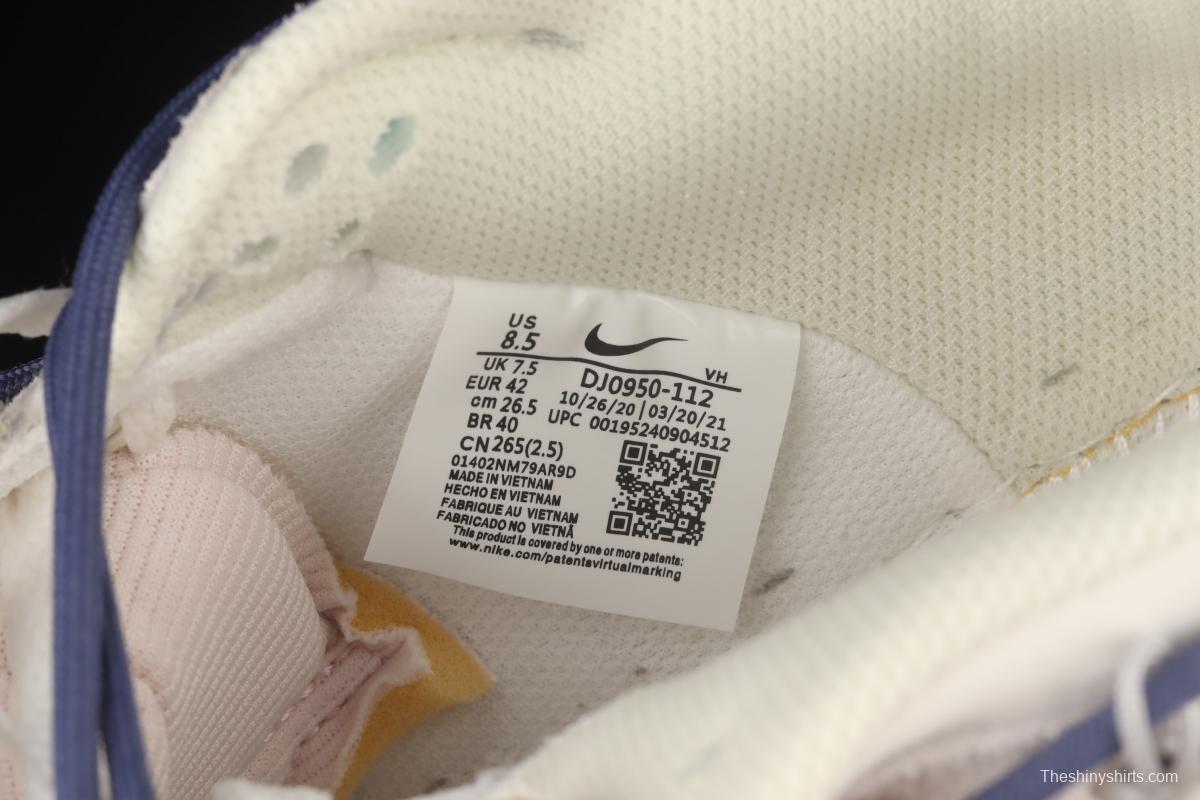 US
8.5
VH
UK 7.5
EUR 42
cm 26.5
BR 40
CN 265(2.5)
01402NM79AR9D
MADE IN VIETNAM
HECHO EN VIETNAM
FABRIQUE AU VIETNAM
FABRICADO NO VIETNÃ
DJ0950-112
10/26/20 | 03/20/21
UPC 00195240904512
This product is covered by one or more patents:
www.nike.com/patentsvirtualmarking
Theshinyshirts.com